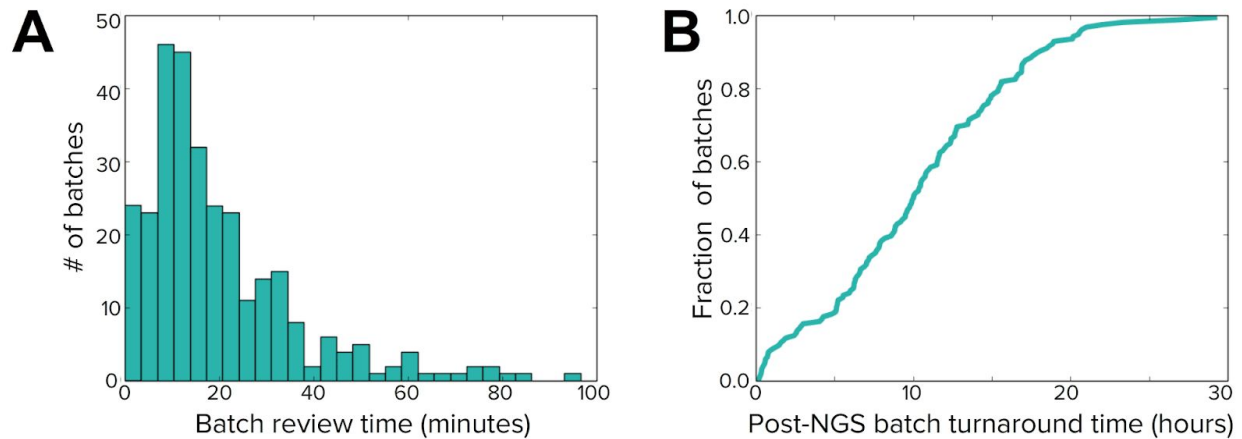 A
50
40
30
20
10
0
0 20 40 60 80 100
# of batches
Batch review time (minutes)
B
1.0
0.8
0.6
0.4
0.2
0.0
0 10 20 30
Fraction of batches
Post-NGS batch turnaround time (hours)